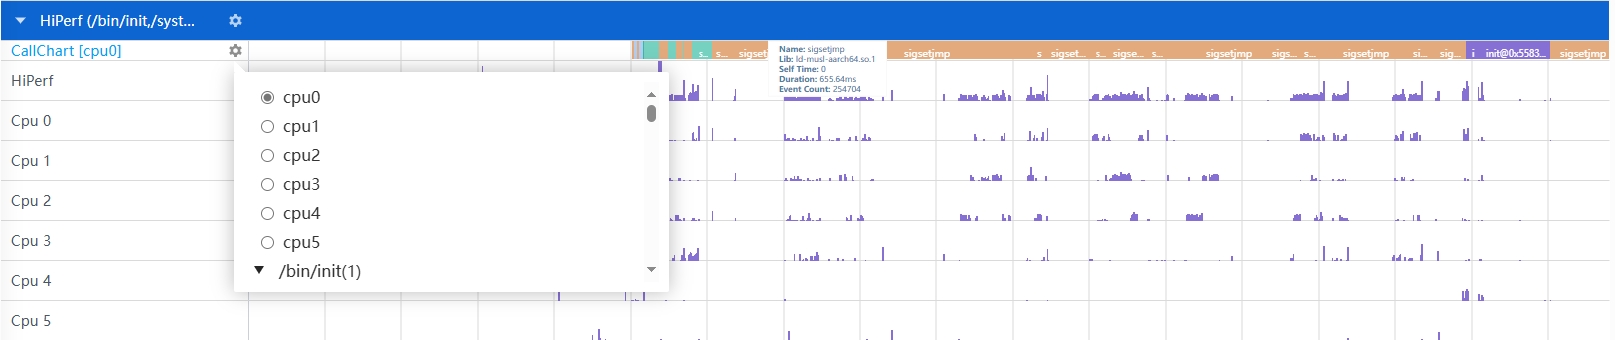 HiPerf (/bin/init,/syst...
CallChart [cpu0]
s... s... sigsetjmp sigsetjmp s sigset... s... sigse... s... sigsetjmp sigs... s... sigsetjmp si... sig... i init@0x5583... sigsetjmp
Name: sigsetjmp
Lib: ld-musl-aarch64.so.1
Self Time: 0
Duration: 655.64ms
Event Count: 254704
HiPerf
Cpu 0
Cpu 1
Cpu 2
Cpu 3
Cpu 4
Cpu 5
cpu0
cpu1
cpu2
cpu3
cpu4
cpu5
/bin/init(1)